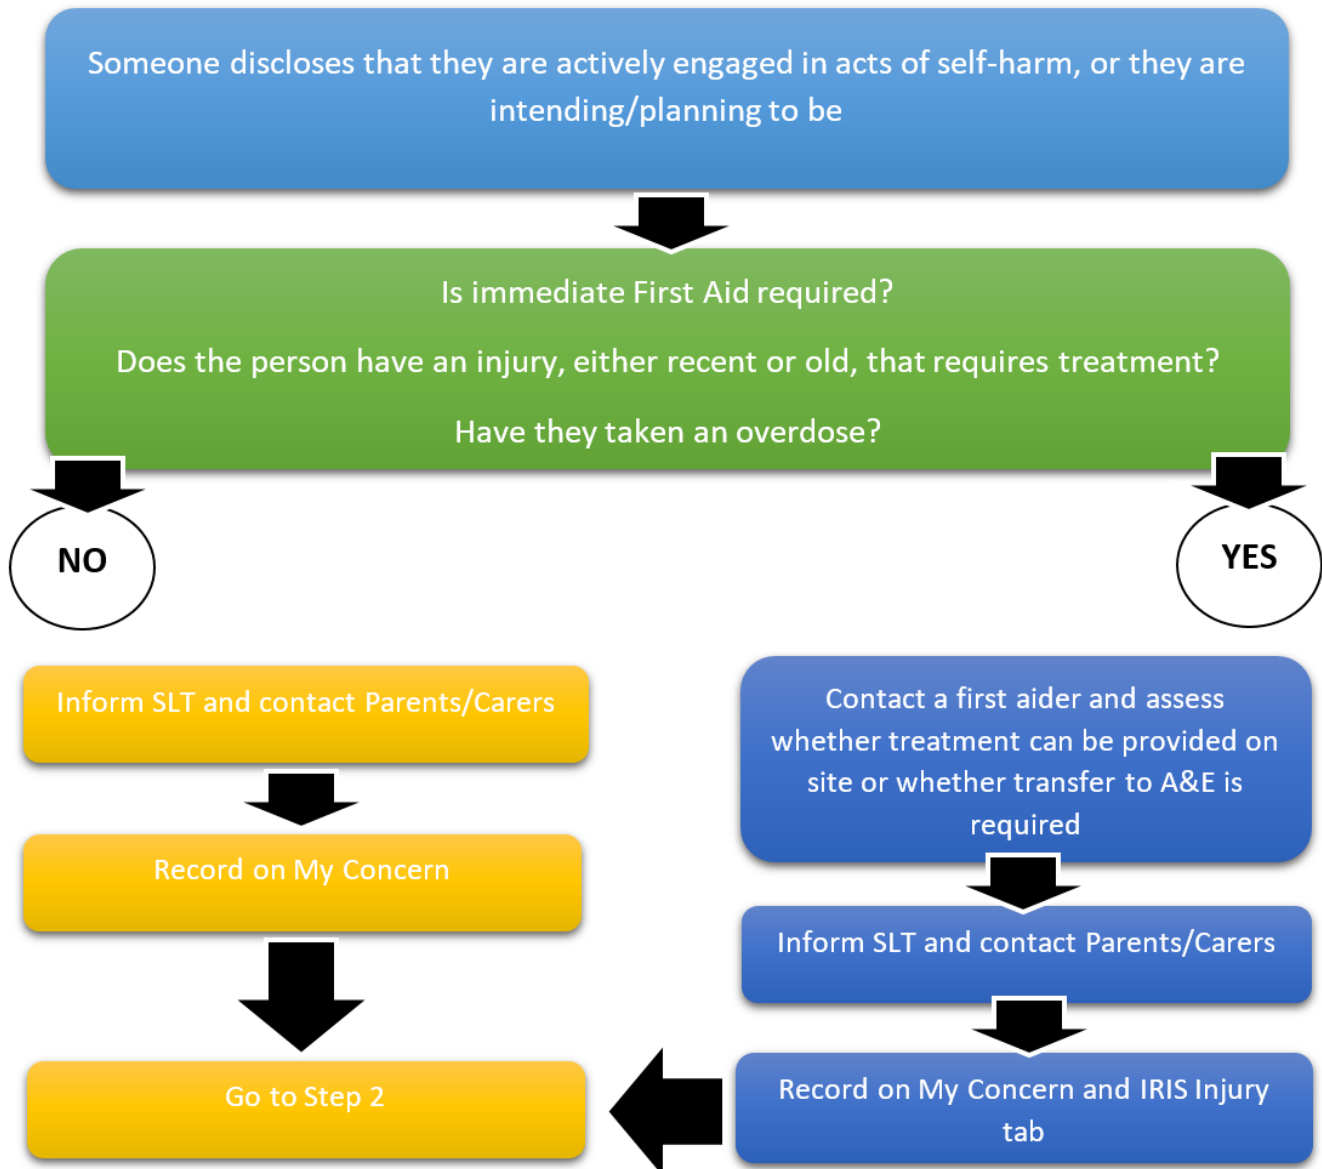 Someone discloses that they are actively engaged in acts of self-harm, or they are
intending/planning to be
Is immediate First Aid required?
Does the person have an injury, either recent or old, that requires treatment?
Have they taken an overdose?
NO
YES
Inform SLT and contact Parents/Carers
Record on My Concern
Go to Step 2
Contact a first aider and assess
whether treatment can be provided on
site or whether transfer to A&E is
required
Inform SLT and contact Parents/Carers
Record on My Concern and IRIS Injury
tab